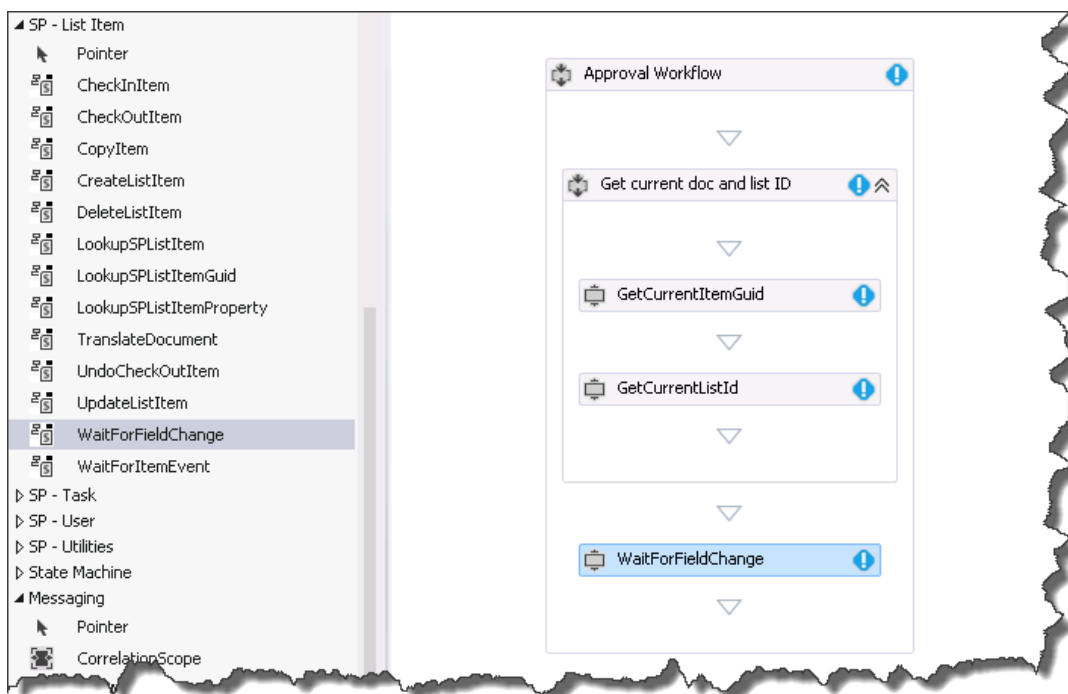 SP - List Item
Pointer
CheckInItem
CheckOutItem
CopyItem
CreateListItem
DeleteListItem
LookupSPListItem
LookupSPListItemGuid
LookupSPListItemProperty
TranslateDocument
UndoCheckOutItem
UpdateListItem
WaitForFieldChange
WaitForItemEvent
SP - Task
SP - User
SP - Utilities
State Machine
Messaging
Pointer
CorrelationScope
Approval Workflow
Get current doc and list ID
GetCurrentItemGuid
GetCurrentListId
WaitForFieldChange